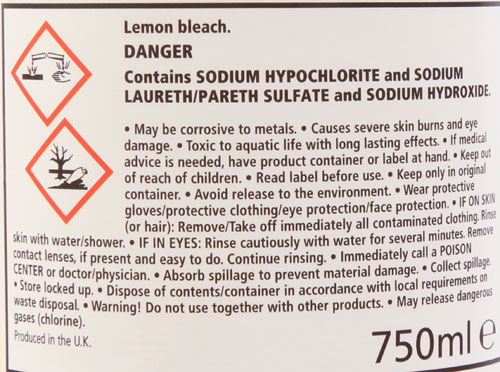 Lemon bleach.
DANGER
Contains SODIUM HYPOCHLORITE and SODIUM
LAURETH/PARETH SULFATE and SODIUM HYDROXIDE.
• May be corrosive to metals. • Causes severe skin burns and eye
damage. • Toxic to aquatic life with long lasting effects. • If medical
advice is needed, have product container or label at hand. • Keep out
of reach of children. • Read label before use. • Keep only in original
container. • Avoid release to the environment. • Wear protective
gloves/protective clothing/eye protection/face protection. • IF ON SKIN
(or hair): Remove/Take off immediately all contaminated clothing. Rinse
skin with water/shower. • IF IN EYES: Rinse cautiously with water for several minutes. Remove
contact lenses, if present and easy to do. Continue rinsing. • Immediately call a POISON
CENTER or doctor/physician. • Absorb spillage to prevent material damage. • Collect spillage.
• Store locked up. • Dispose of contents/container in accordance with local requirements on
waste disposal. • Warning! Do not use together with other products. • May release dangerous
gases (chlorine).
Produced in the U.K.
750ml ℮